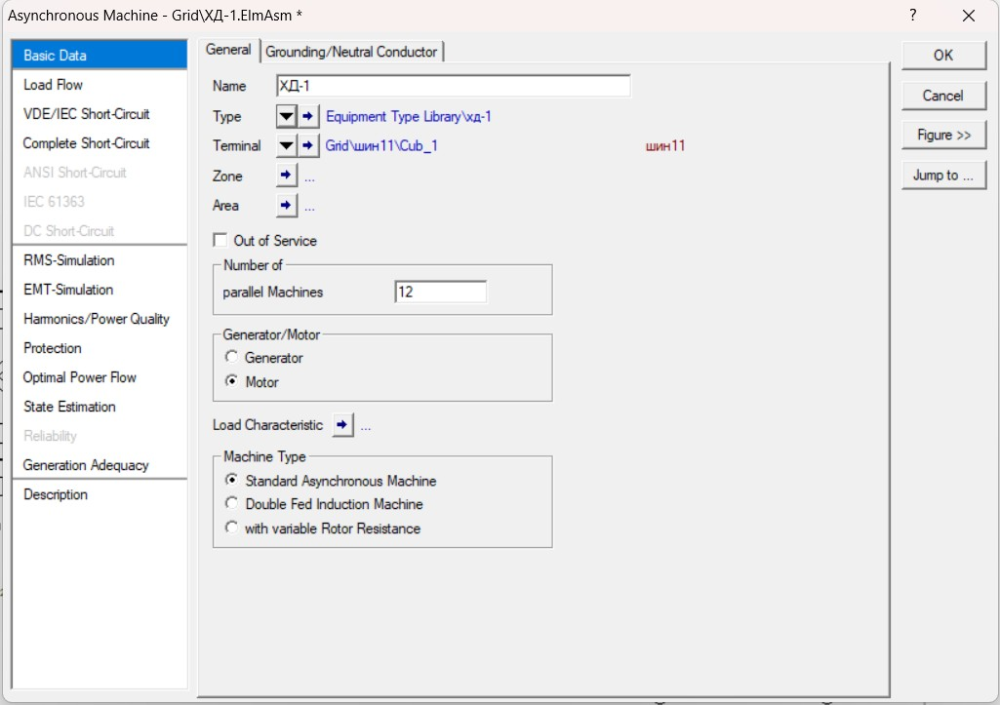 Asynchronous Machine - Grid\ХД-1.ElmAsm *
?
Basic Data
Load Flow
VDE/IEC Short-Circuit
Complete Short-Circuit
ANSI Short-Circuit
IEC 61363
DC Short-Circuit
RMS-Simulation
EMT-Simulation
Harmonics/Power Quality
Protection
Optimal Power Flow
State Estimation
Reliability
Generation Adequacy
Description
General Grounding/Neutral Conductor
Name ХД-1
Type Equipment Type Library\хд-1
Terminal Grid\шин11\Cub_1 шин11
Zone ...
Area ...
Out of Service
Number of
parallel Machines 12
Generator/Motor
Generator
Motor
Load Characteristic ...
Machine Type
Standard Asynchronous Machine
Double Fed Induction Machine
with variable Rotor Resistance
OK
Cancel
Figure >>
Jump to ...